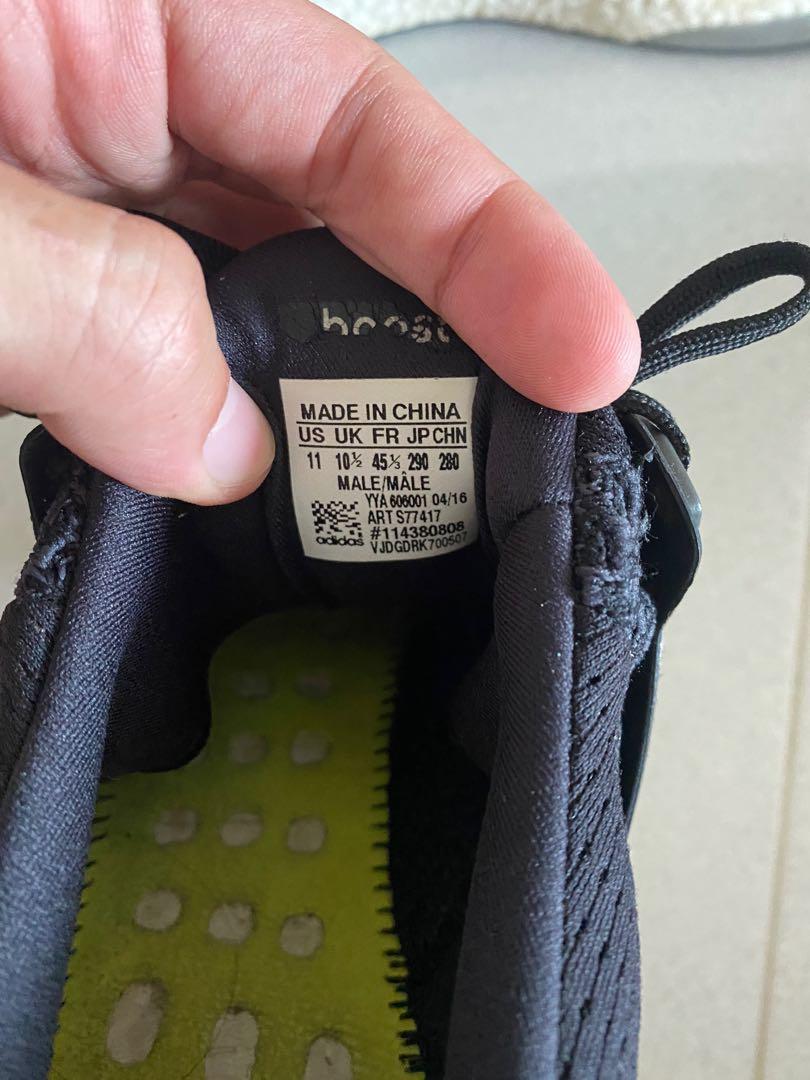 boost
MADE IN CHINA
US UK FR JP CHN
11 10½ 45⅓ 290 280
MALE/MÂLE
YYA 606001 04/16
ART S77417
#114380808
adidas VJDGDRK700507